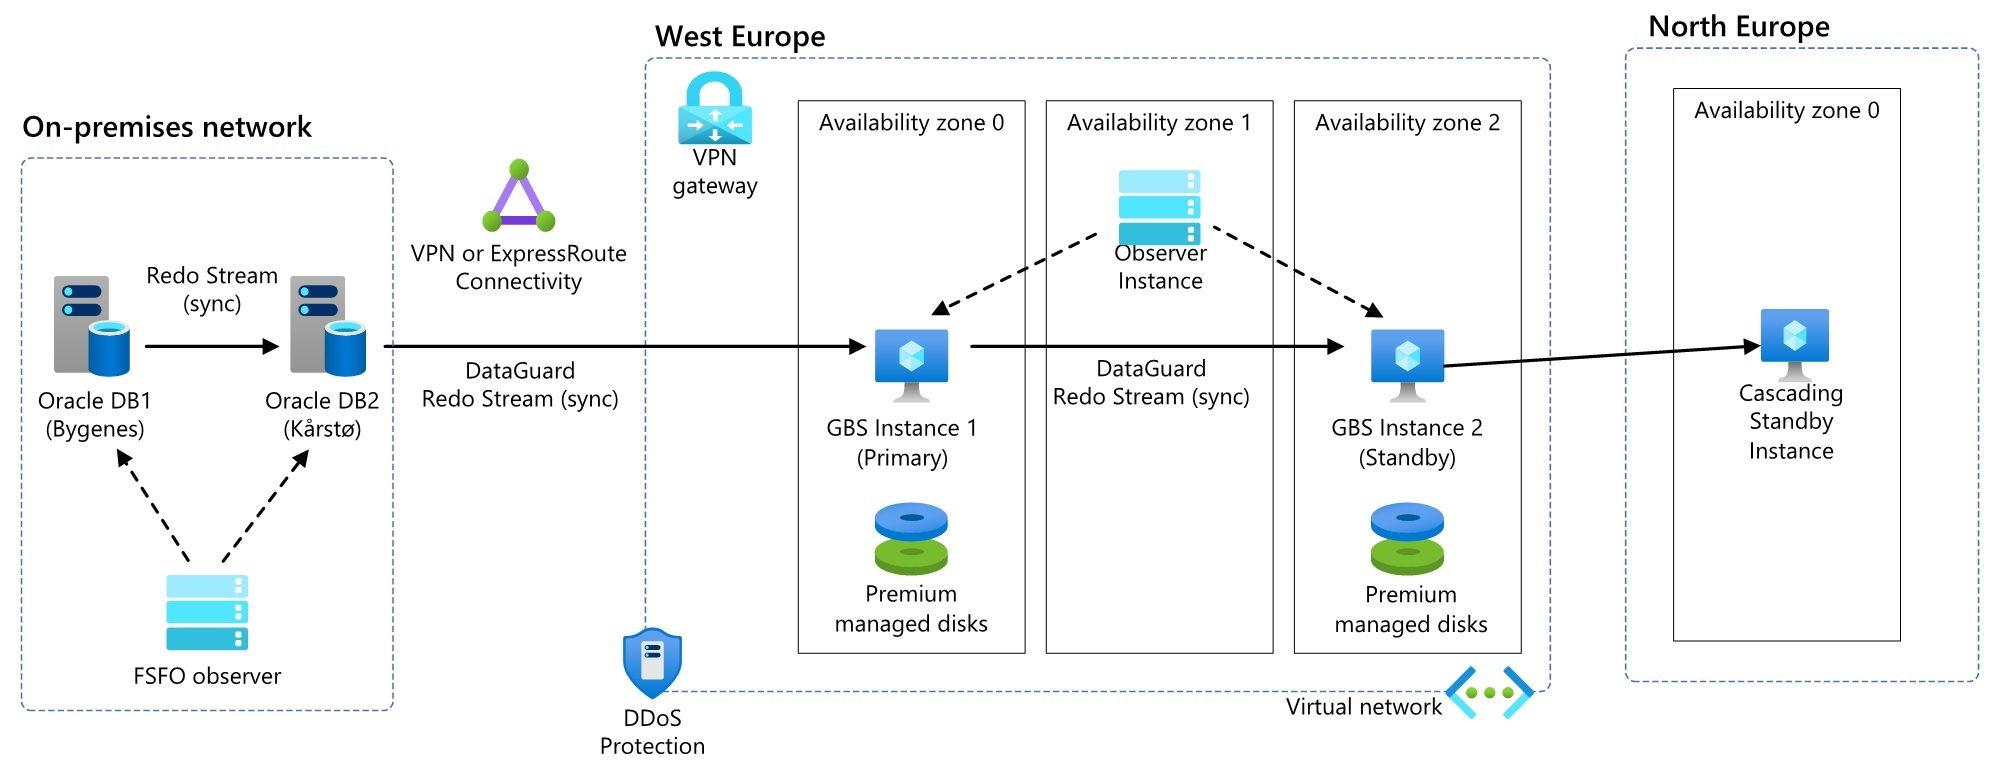 On-premises network
Redo Stream
(sync)
Oracle DB1
(Bygenes)
Oracle DB2
(Kårstø)
FSFO observer
VPN or ExpressRoute
Connectivity
DataGuard
Redo Stream (sync)
West Europe
VPN
gateway
Availability zone 0
GBS Instance 1
(Primary)
Premium
managed disks
Availability zone 1
Observer
Instance
DataGuard
Redo Stream (sync)
Availability zone 2
GBS Instance 2
(Standby)
Premium
managed disks
DDoS
Protection
Virtual network
North Europe
Availability zone 0
Cascading
Standby
Instance